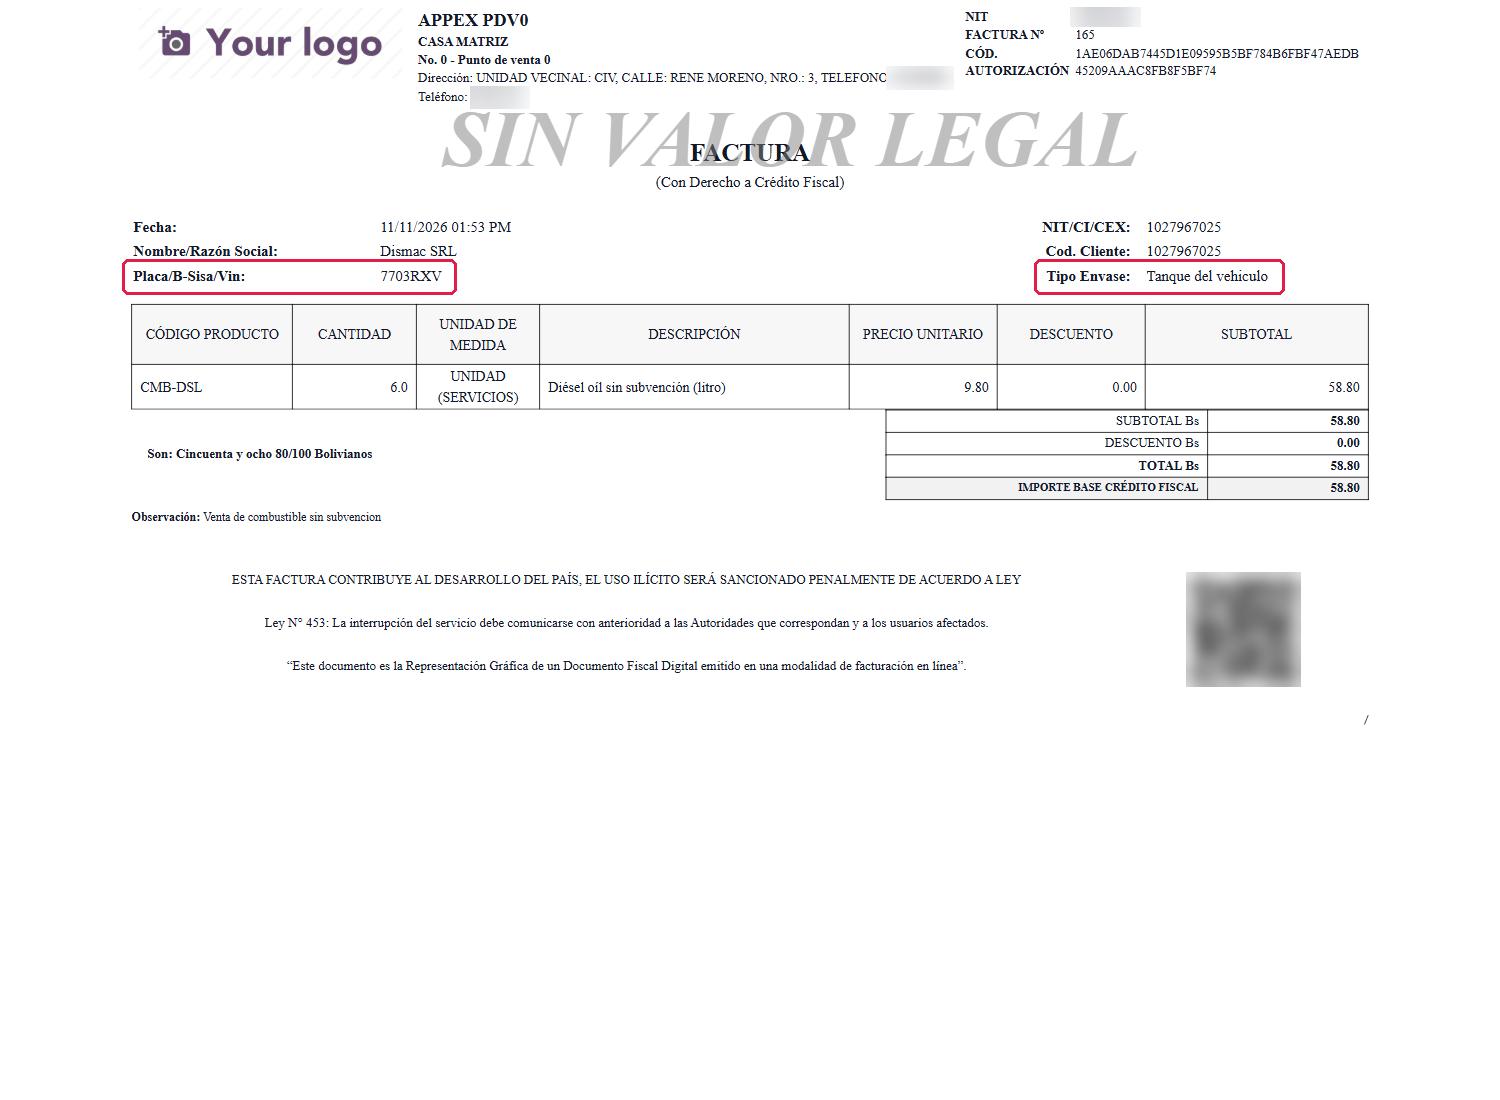 Your logo
APPEX PDV0
CASA MATRIZ
No. 0 - Punto de venta 0
Dirección: UNIDAD VECINAL: CIV, CALLE: RENE MORENO, NRO.: 3, TELEFONO
Teléfono:
NIT
FACTURA Nº 165
CÓD. 1AE06DAB7445D1E09595B5BF784B6FBF47AEDB
AUTORIZACIÓN 45209AAAC8FB8F5BF74
SIN VALOR LEGAL
FACTURA
(Con Derecho a Crédito Fiscal)
Fecha: 11/11/2026 01:53 PM NIT/CI/CEX: 1027967025
Nombre/Razón Social: Dismac SRL Cod. Cliente: 1027967025
Placa/B-Sisa/Vin: 7703RXV Tipo Envase: Tanque del vehiculo
CÓDIGO PRODUCTO CANTIDAD UNIDAD DE MEDIDA DESCRIPCIÓN PRECIO UNITARIO DESCUENTO SUBTOTAL
CMB-DSL 6.0 UNIDAD (SERVICIOS) Diésel oíl sin subvención (litro) 9.80 0.00 58.80
SUBTOTAL Bs 58.80
DESCUENTO Bs 0.00
Son: Cincuenta y ocho 80/100 Bolivianos
TOTAL Bs 58.80
IMPORTE BASE CRÉDITO FISCAL 58.80
Observación: Venta de combustible sin subvencion
ESTA FACTURA CONTRIBUYE AL DESARROLLO DEL PAÍS, EL USO ILÍCITO SERÁ SANCIONADO PENALMENTE DE ACUERDO A LEY
Ley N° 453: La interrupción del servicio debe comunicarse con anterioridad a las Autoridades que correspondan y a los usuarios afectados.
“Este documento es la Representación Gráfica de un Documento Fiscal Digital emitido en una modalidad de facturación en línea”.
/